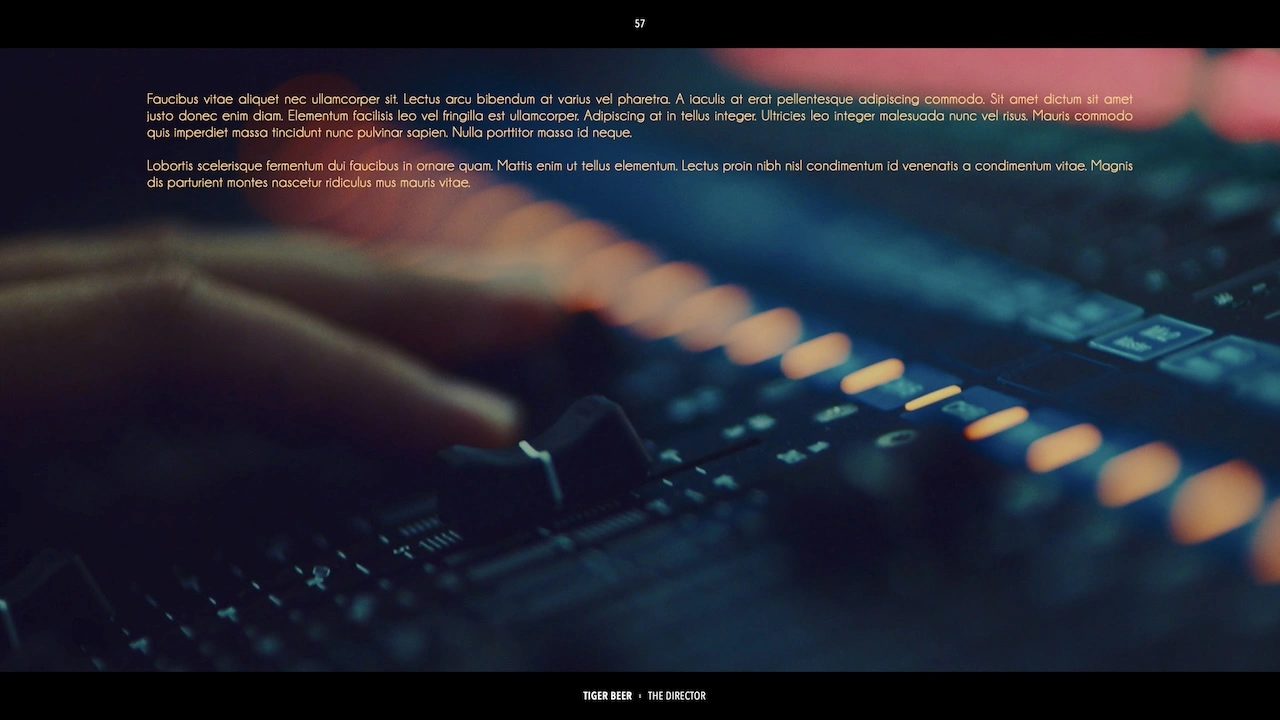 57
Faucibus vitae aliquet nec ullamcorper sit. Lectus arcu bibendum at varius vel pharetra. A iaculis at erat pellentesque adipiscing commodo. Sit amet dictum sit amet
justo donec enim diam. Elementum facilisis leo vel fringilla est ullamcorper. Adipiscing at in tellus integer. Ultricies leo integer malesuada nunc vel risus. Mauris commodo
quis imperdiet massa tincidunt nunc pulvinar sapien. Nulla porttitor massa id neque.
Lobortis scelerisque fermentum dui faucibus in ornare quam. Mattis enim ut tellus elementum. Lectus proin nibh nisl condimentum id venenatis a condimentum vitae. Magnis
dis parturient montes nascetur ridiculus mus mauris vitae.
TIGER BEER THE DIRECTOR